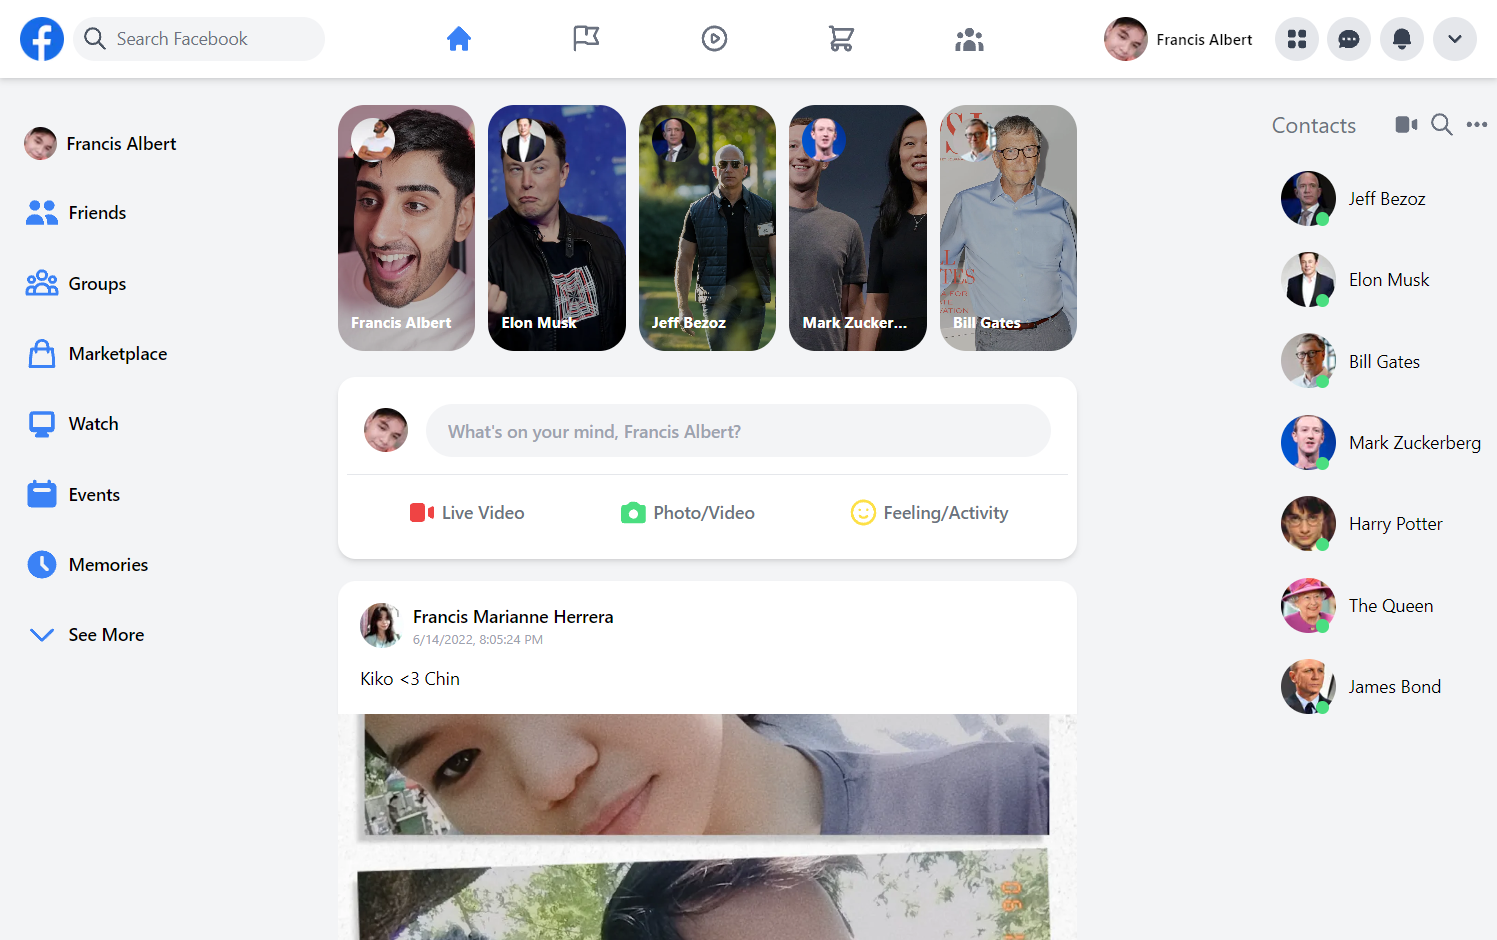 Search Facebook
Francis Albert
Francis Albert
Friends
Groups
Marketplace
Watch
Events
Memories
See More
Francis Albert
Elon Musk
Jeff Bezoz
Mark Zucker...
Bill Gates
What's on your mind, Francis Albert?
Live Video
Photo/Video
Feeling/Activity
Francis Marianne Herrera
6/14/2022, 8:05:24 PM
Kiko <3 Chin
Contacts
Jeff Bezoz
Elon Musk
Bill Gates
Mark Zuckerberg
Harry Potter
The Queen
James Bond